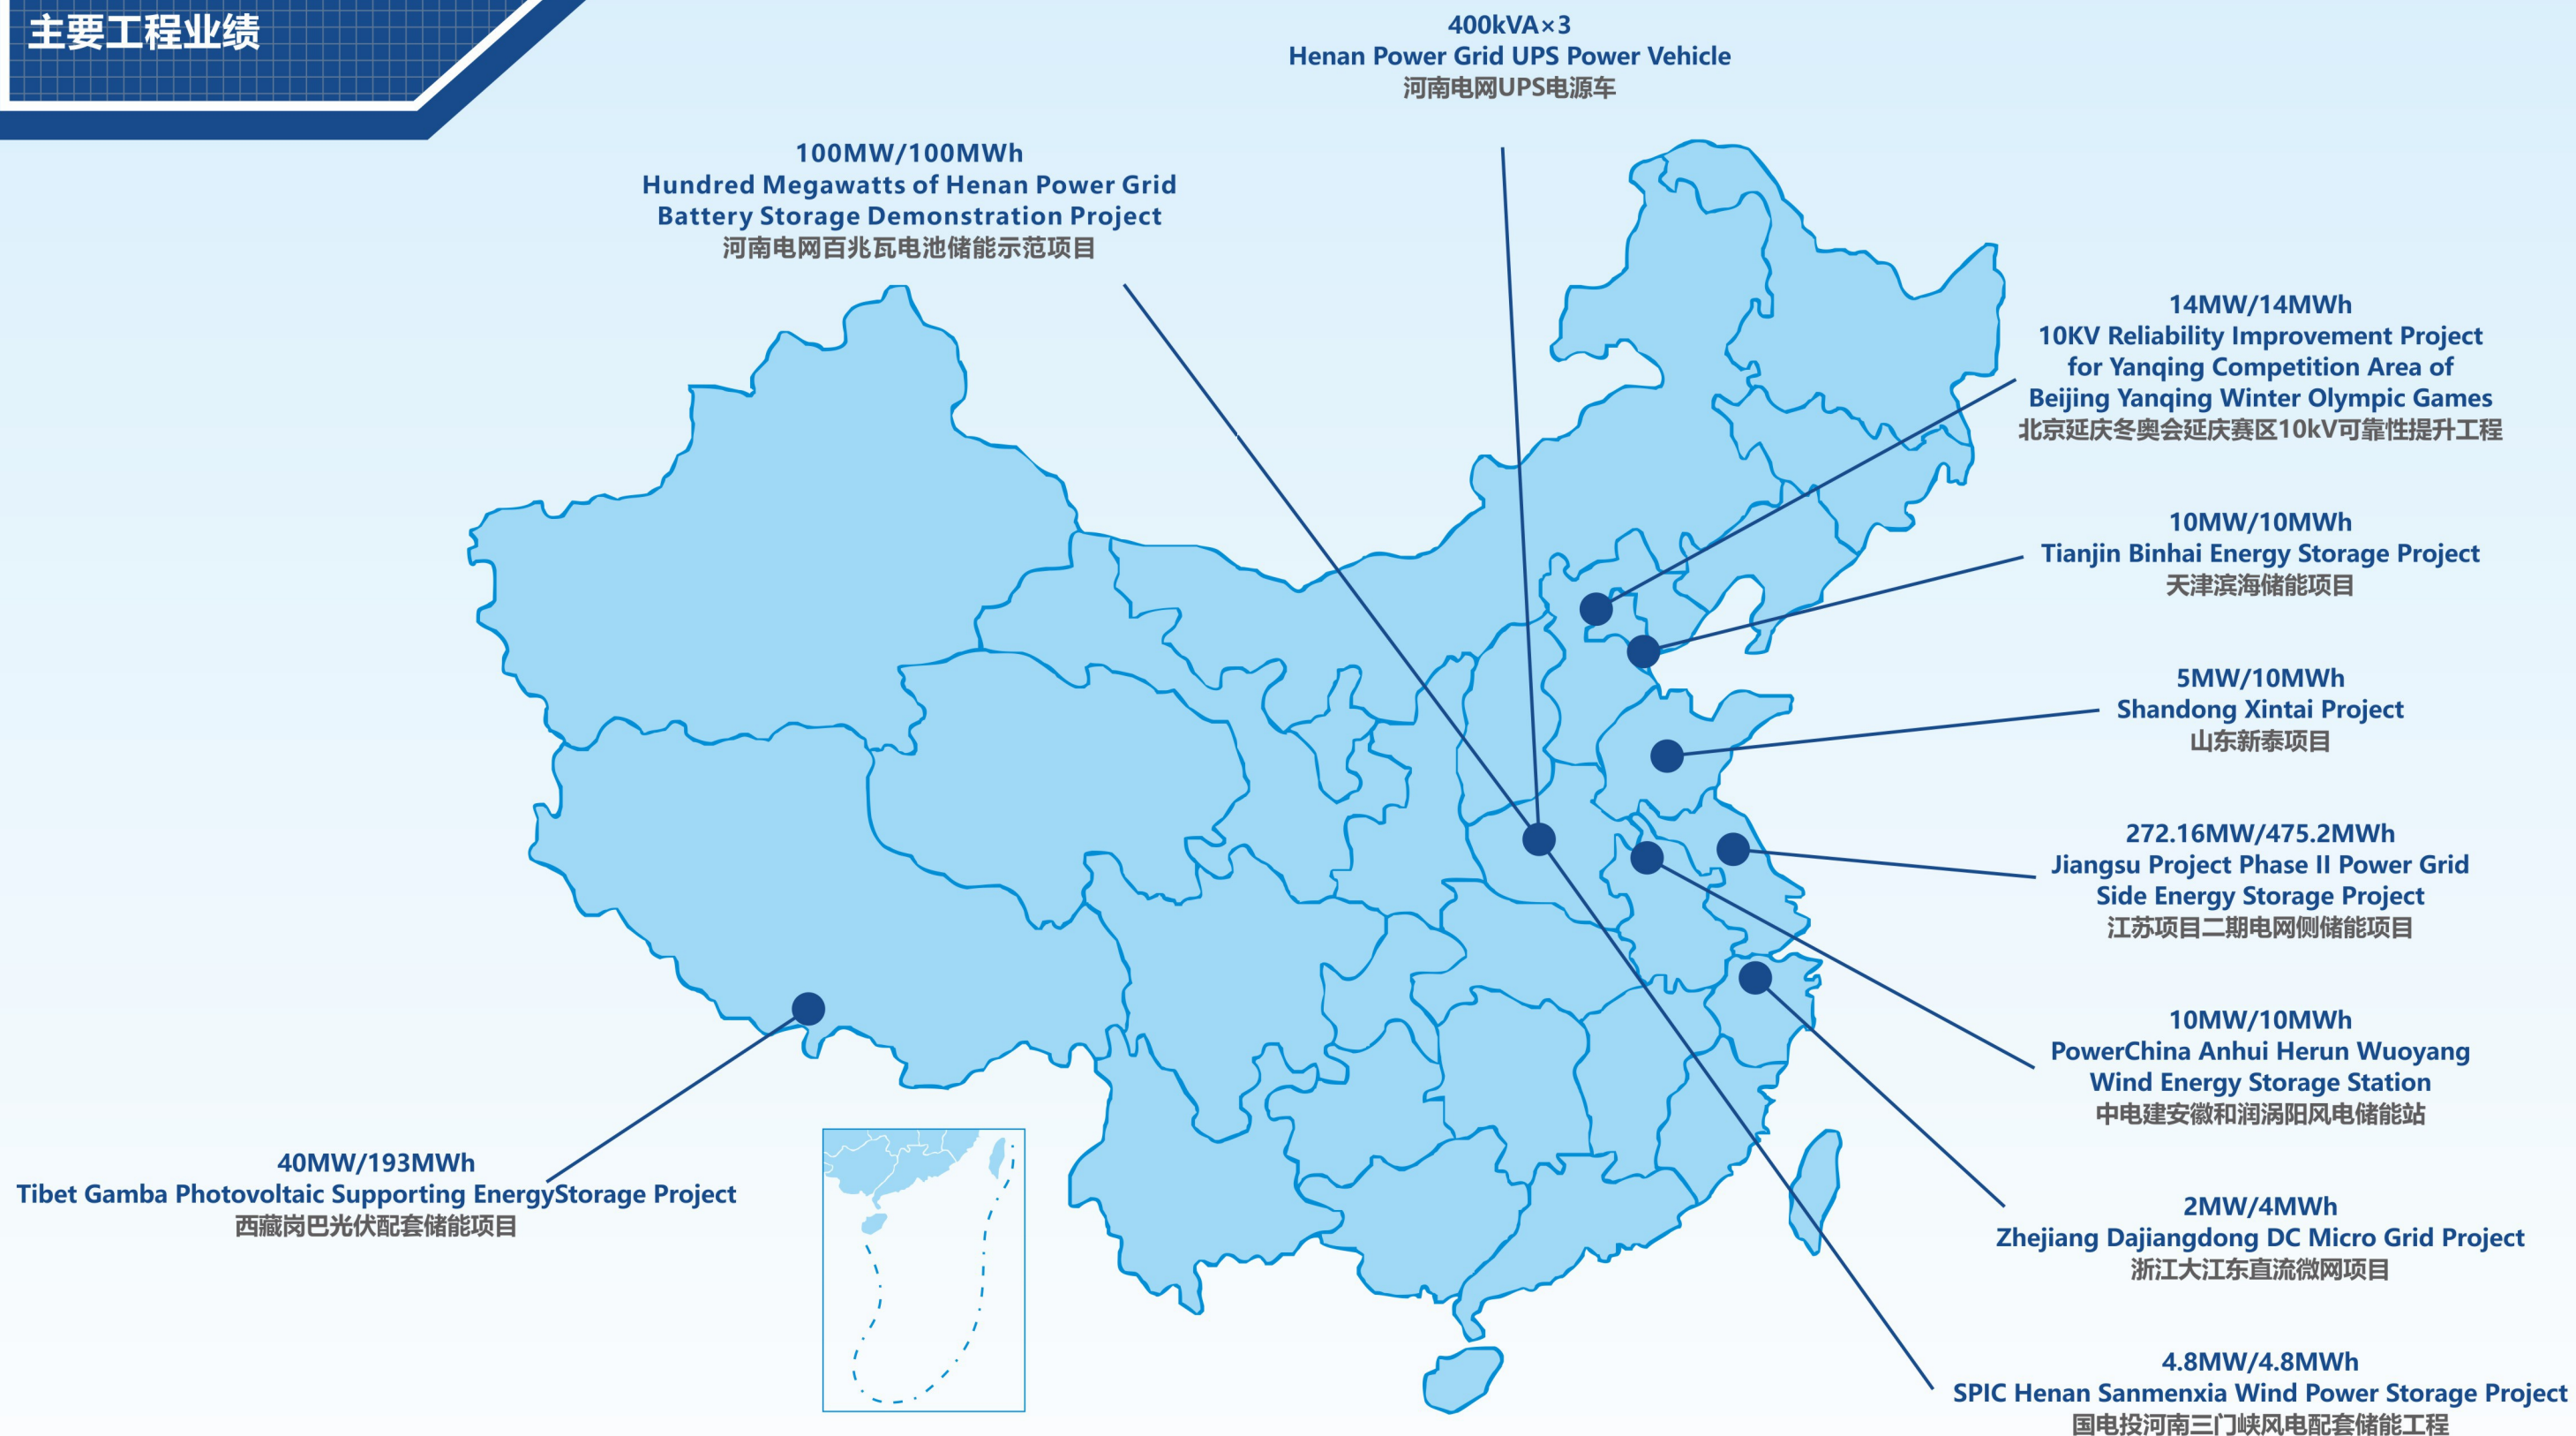 主要工程业绩
400kVA×3
Henan Power Grid UPS Power Vehicle
河南电网UPS电源车
100MW/100MWh
Hundred Megawatts of Henan Power Grid
Battery Storage Demonstration Project
河南电网百兆瓦电池储能示范项目
14MW/14MWh
10KV Reliability Improvement Project
for Yanqing Competition Area of
Beijing Yanqing Winter Olympic Games
北京延庆冬奥会延庆赛区10kV可靠性提升工程
10MW/10MWh
Tianjin Binhai Energy Storage Project
天津滨海储能项目
5MW/10MWh
Shandong Xintai Project
山东新泰项目
272.16MW/475.2MWh
Jiangsu Project Phase II Power Grid
Side Energy Storage Project
江苏项目二期电网侧储能项目
10MW/10MWh
PowerChina Anhui Herun Wuoyang
Wind Energy Storage Station
中电建安徽和润涡阳风电储能站
40MW/193MWh
Tibet Gamba Photovoltaic Supporting EnergyStorage Project
西藏岗巴光伏配套储能项目
2MW/4MWh
Zhejiang Dajiangdong DC Micro Grid Project
浙江大江东直流微网项目
4.8MW/4.8MWh
SPIC Henan Sanmenxia Wind Power Storage Project
国电投河南三门峡风电配套储能工程